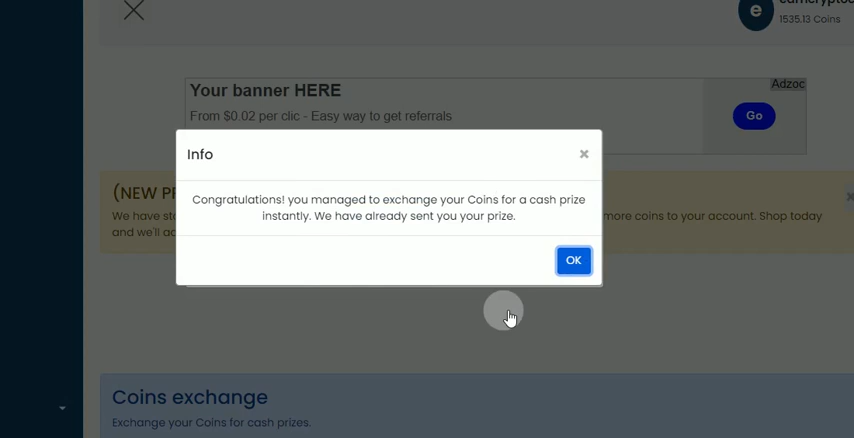 1535.13 Coins
Your banner HERE
Adzoc
From $0.02 per clic - Easy way to get referrals
Go
Info
(NEW
Congratulations! you managed to exchange your Coins for a cash prize
instantly. We have already sent you your prize.
We have more coins to your account. Shop today
and we'll
OK
Coins exchange
Exchange your Coins for cash prizes.